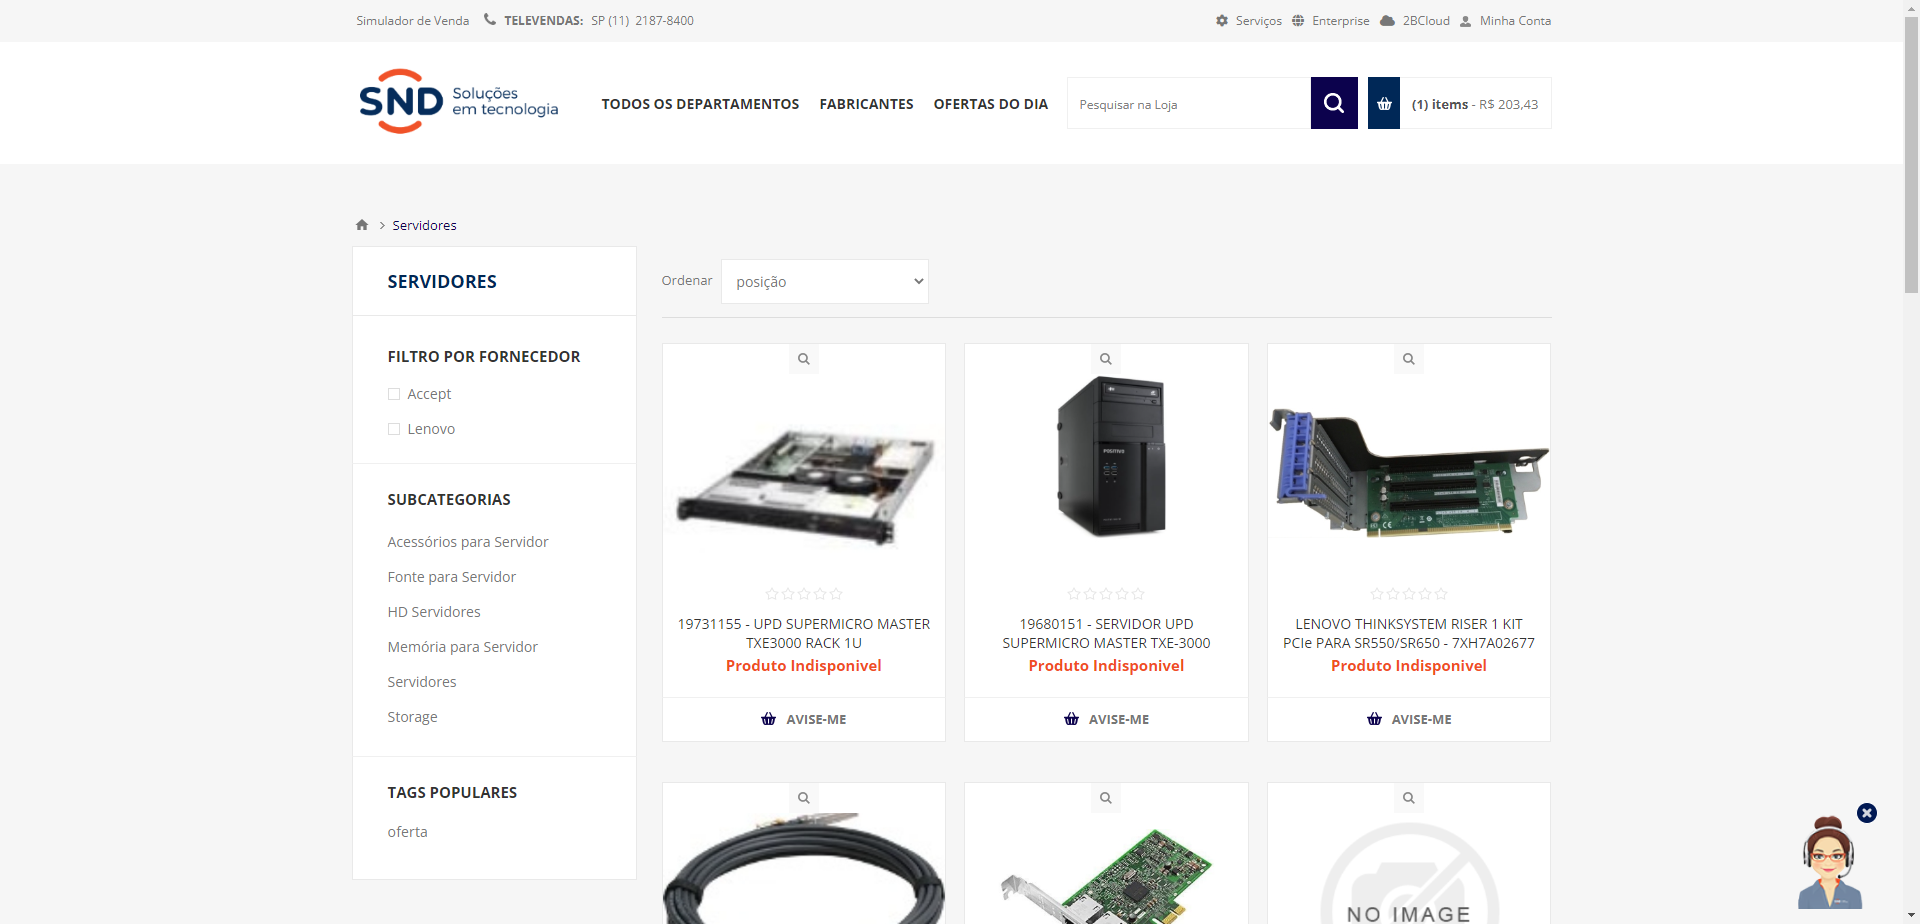 Simulador de Venda TELEVENDAS: SP (11) 2187-8400
Serviços Enterprise 2BCloud Minha Conta
SND Soluções em tecnologia
TODOS OS DEPARTAMENTOS FABRICANTES OFERTAS DO DIA
Pesquisar na Loja
(1) items - R$ 203,43
> Servidores
SERVIDORES
FILTRO POR FORNECEDOR
Accept
Lenovo
SUBCATEGORIAS
Acessórios para Servidor
Fonte para Servidor
HD Servidores
Memória para Servidor
Servidores
Storage
TAGS POPULARES
oferta
Ordenar posição
POSITIVO
19731155 - UPD SUPERMICRO MASTER
TXE3000 RACK 1U
Produto Indisponivel
AVISE-ME
19680151 - SERVIDOR UPD
SUPERMICRO MASTER TXE-3000
Produto Indisponivel
AVISE-ME
LENOVO THINKSYSTEM RISER 1 KIT
PCIe PARA SR550/SR650 - 7XH7A02677
Produto Indisponivel
AVISE-ME
NO IMAGE